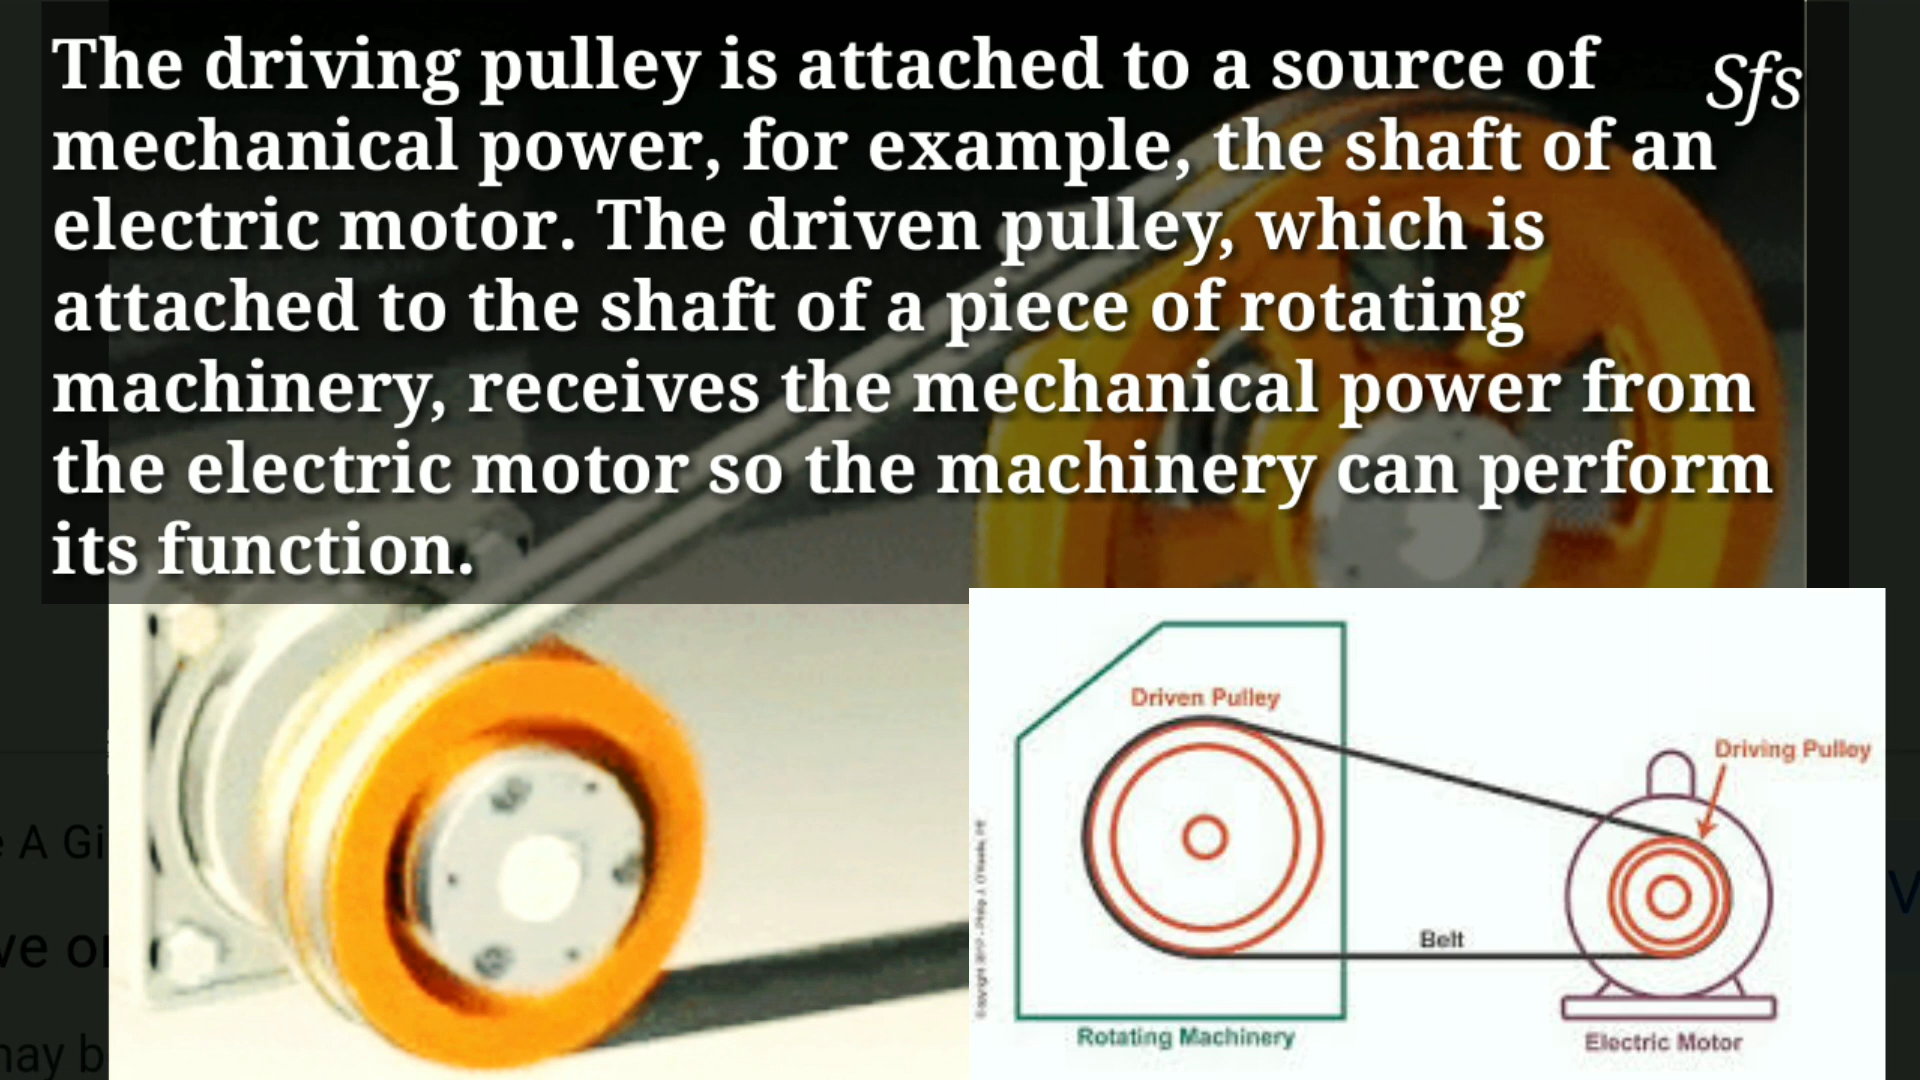 The driving pulley is attached to a source of
Sfs
mechanical power, for example, the shaft of an
electric motor. The driven pulley, which is
attached to the shaft of a piece of rotating
machinery, receives the mechanical power from
the electric motor so the machinery can perform
its function.
Driven Pulley
Driving Pulley
Belt
Rotating Machinery
Electric Motor
A Gi
ve